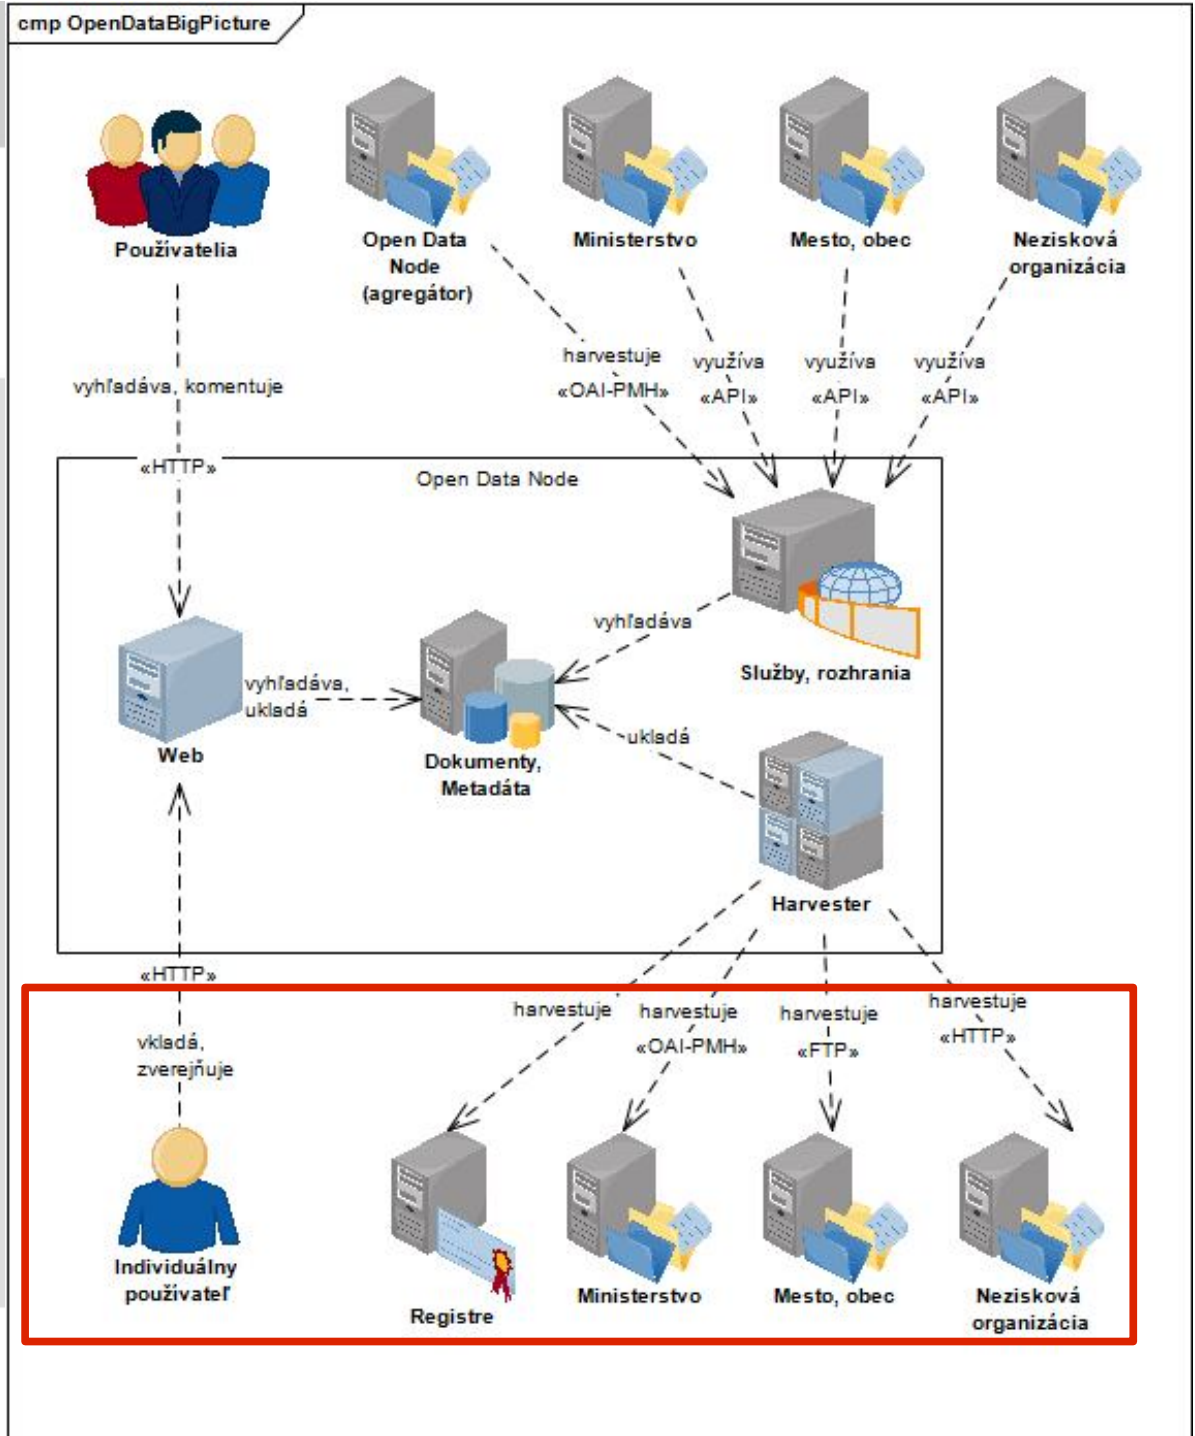 cmp OpenDataBigPicture
Používatelia
Open Data
Node
(agregátor)
Ministerstvo
Mesto, obec
Nezisková
organizácia
vyhľadáva, komentuje
«HTTP»
harvestuje
«OAI-PMH»
využíva
«API»
využíva
«API»
využíva
«API»
Open Data Node
Služby, rozhrania
vyhľadáva
vyhľadáva,
ukladá
Web
Dokumenty,
Metadáta
ukladá
Harvester
«HTTP»
vkladá,
zverejňuje
harvestuje
harvestuje
«OAI-PMH»
harvestuje
«FTP»
harvestuje
«HTTP»
Individuálny
používateľ
Registre
Ministerstvo
Mesto, obec
Nezisková
organizácia